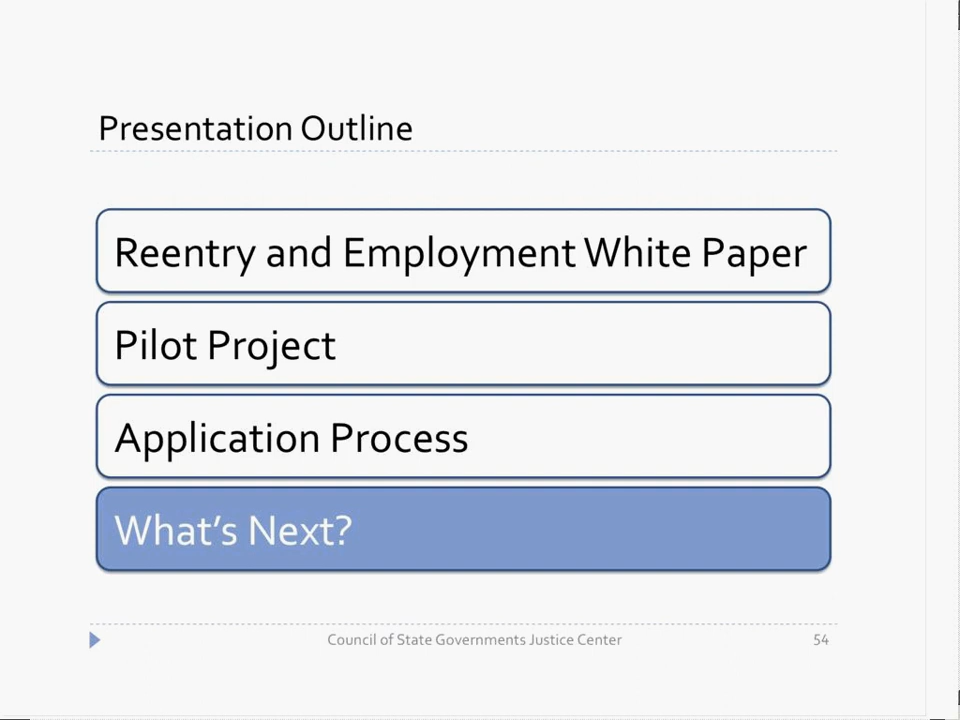 Presentation Outline
Reentry and Employment White Paper
Pilot Project
Application Process
What’s Next?
Council of State Governments Justice Center 54